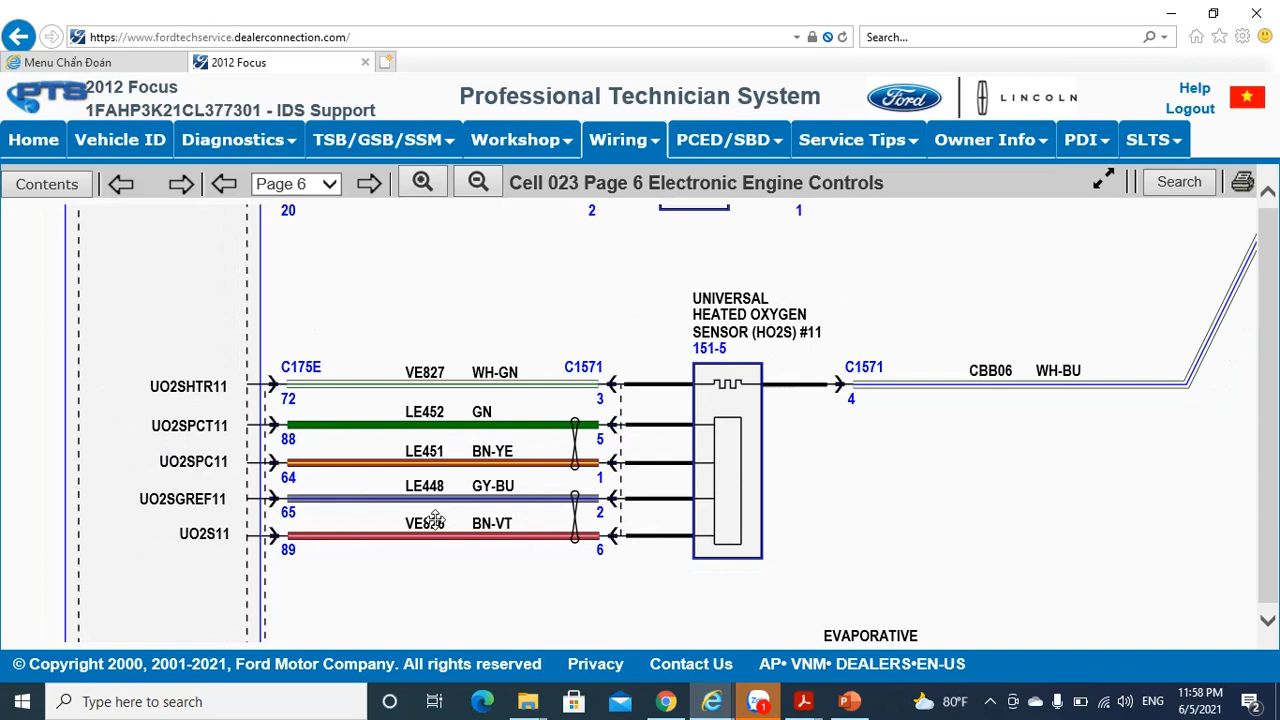 https://www.fordtechservice.dealerconnection.com/
Search...
Menu Chẩn Đoán
2012 Focus
PTS
2012 Focus
1FAHP3K21CL377301 - IDS Support
Professional Technician System
Ford
LINCOLN
Help
Logout
Home Vehicle ID Diagnostics TSB/GSB/SSM Workshop Wiring PCED/SBD Service Tips Owner Info PDI SLTS
Contents
Page 6
Cell 023 Page 6 Electronic Engine Controls
Search
20 2 1
UNIVERSAL
HEATED OXYGEN
SENSOR (HO2S) #11
151-5
C175E VE827 WH-GN C1571 C1571 CBB06 WH-BU
UO2SHTR11
72 3 4
LE452 GN
UO2SPCT11
88 5
LE451 BN-YE
UO2SPC11
64 1
LE448 GY-BU
UO2SGREF11
65 2
BN-VT
UO2S11
89 6
EVAPORATIVE
© Copyright 2000, 2001-2021, Ford Motor Company. All rights reserved Privacy Contact Us AP• VNM• DEALERS•EN-US
Type here to search
1
80°F
ENG
11:58 PM
6/5/2021
2